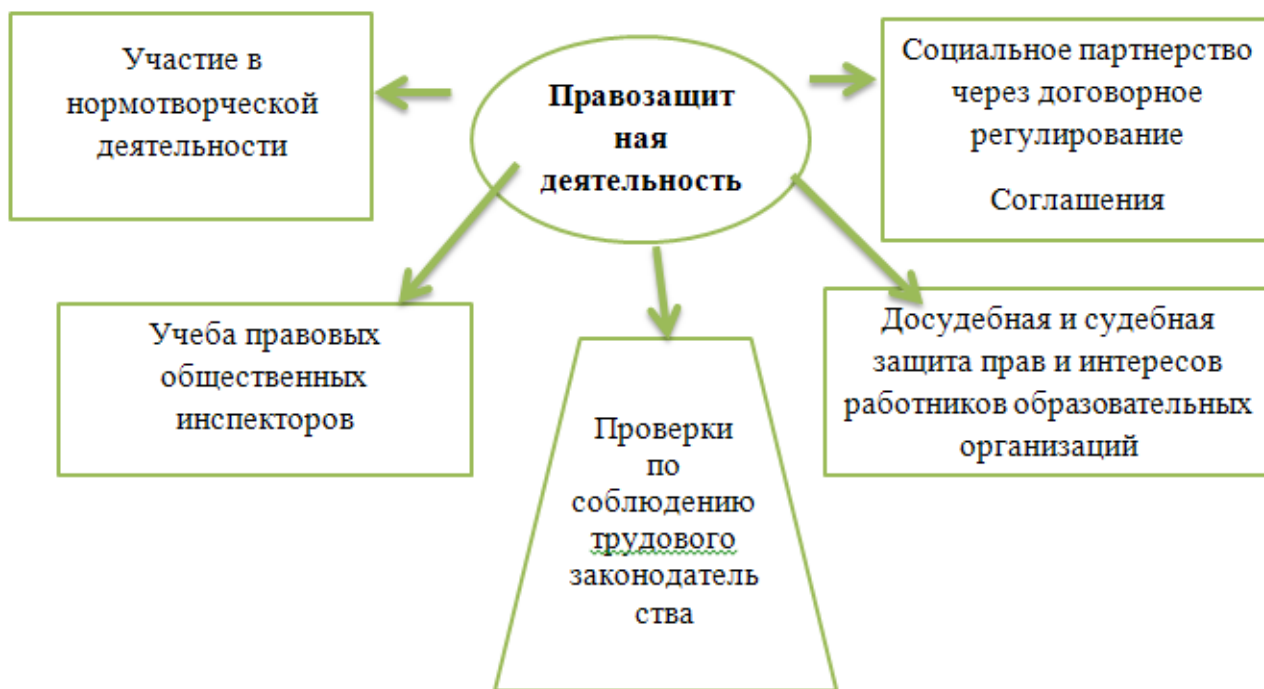 Участие в
нормотворческой
деятельности
Правозащит
ная
деятельность
Социальное партнерство
через договорное
регулирование
Соглашения
Учеба правовых
общественных
инспекторов
Проверки
по
соблюдению
трудового
законодатель
ства
Досудебная и судебная
защита прав и интересов
работников образовательных
организаций